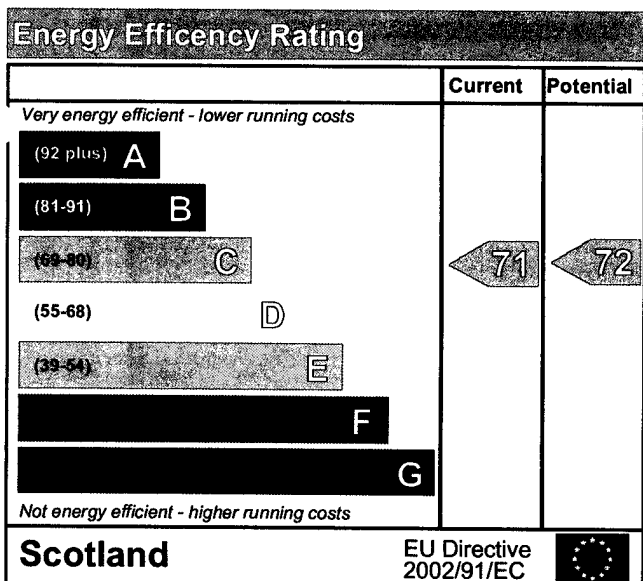 Energy Efficency Rating
Current Potential
Very energy efficient - lower running costs
(92 plus) A
(81-91) B
(69-80) C 71 72
(55-68) D
(39-54) E
F
G
Not energy efficient - higher running costs
Scotland
EU Directive
2002/91/EC